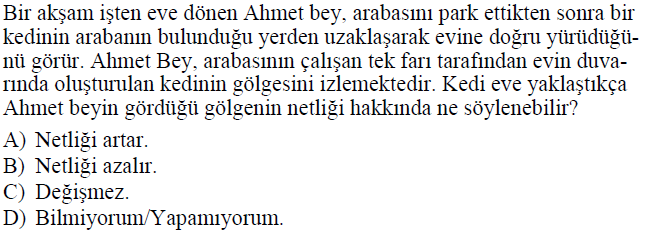 Bir akşam işten eve dönen Ahmet bey, arabasını park ettikten sonra bir
kedinin arabanın bulunduğu yerden uzaklaşarak evine doğru yürüdüğü-
nü görür. Ahmet Bey, arabasının çalışan tek farı tarafından evin duva-
rında oluşturulan kedinin gölgesini izlemektedir. Kedi eve yaklaştıkça
Ahmet beyin gördüğü gölgenin netliği hakkında ne söylenebilir?
A) Netliği artar.
B) Netliği azalır.
C) Değişmez.
D) Bilmiyorum/Yapamıyorum.